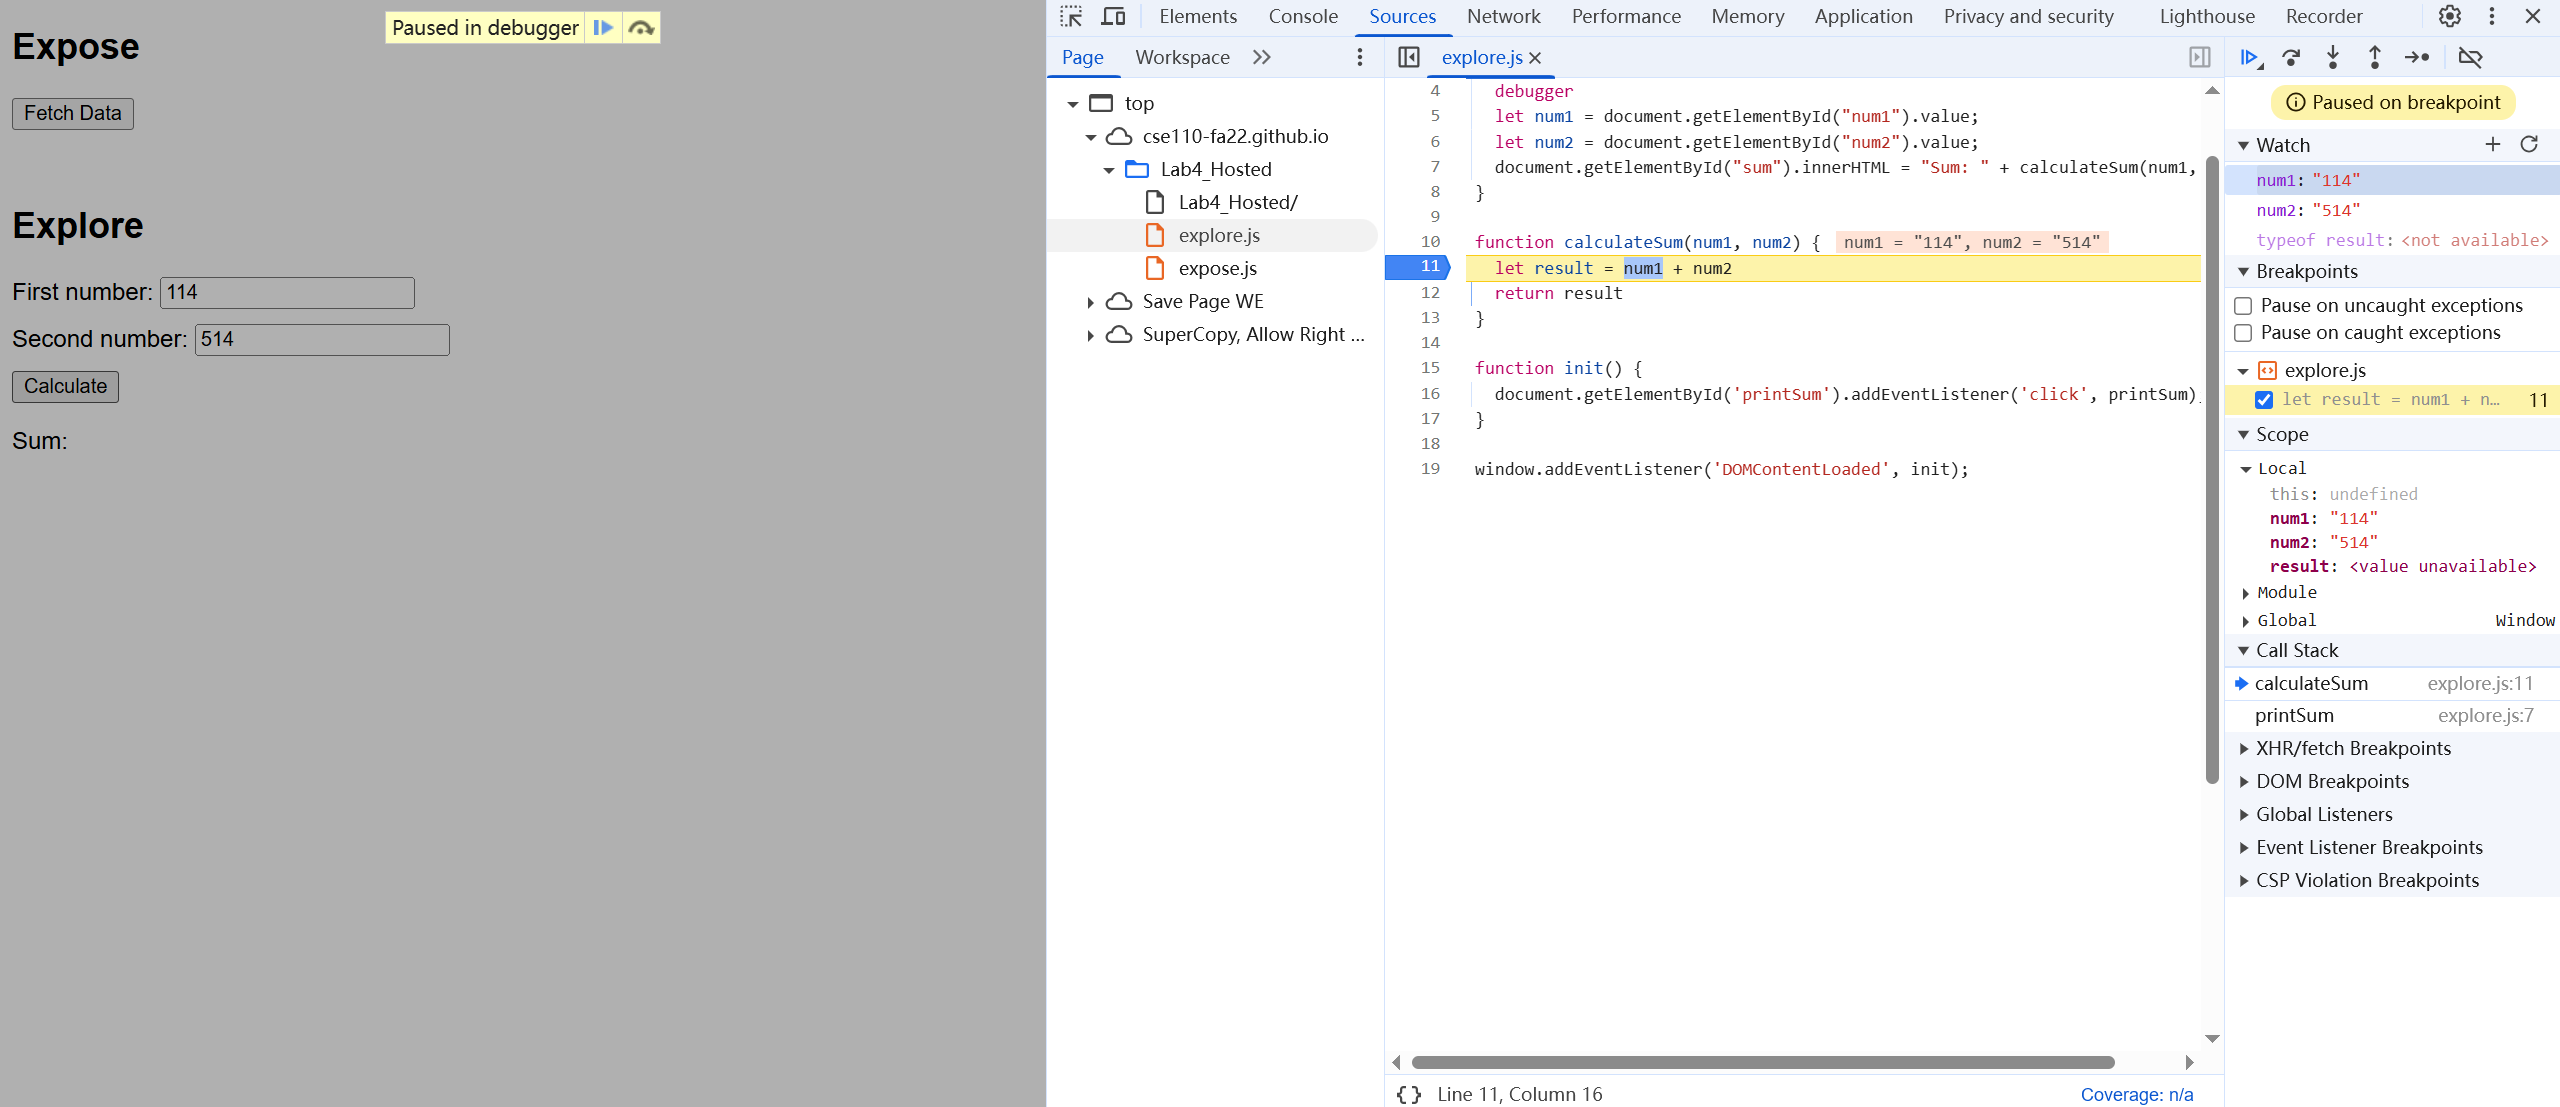 Paused in debugger
Expose
Fetch Data
Explore
First number: 114
Second number: 514
Calculate
Sum:
Elements Console Sources Network Performance Memory Application Privacy and security Lighthouse Recorder
Page Workspace
top
cse110-fa22.github.io
Lab4_Hosted
Lab4_Hosted/
explore.js
expose.js
Save Page WE
SuperCopy, Allow Right ...
explore.js
4 debugger
5 let num1 = document.getElementById("num1").value;
6 let num2 = document.getElementById("num2").value;
7 document.getElementById("sum").innerHTML = "Sum: " + calculateSum(num1,
8 }
9
10 function calculateSum(num1, num2) { num1 = "114", num2 = "514"
11 let result = num1 + num2
12 return result
13 }
14
15 function init() {
16 document.getElementById('printSum').addEventListener('click', printSum)
17 }
18
19 window.addEventListener('DOMContentLoaded', init);
{ } Line 11, Column 16
Coverage: n/a
Paused on breakpoint
Watch
num1: "114"
num2: "514"
typeof result: <not available>
Breakpoints
Pause on uncaught exceptions
Pause on caught exceptions
explore.js
let result = num1 + n… 11
Scope
Local
this: undefined
num1: "114"
num2: "514"
result: <value unavailable>
Module
Global Window
Call Stack
calculateSum explore.js:11
printSum explore.js:7
XHR/fetch Breakpoints
DOM Breakpoints
Global Listeners
Event Listener Breakpoints
CSP Violation Breakpoints